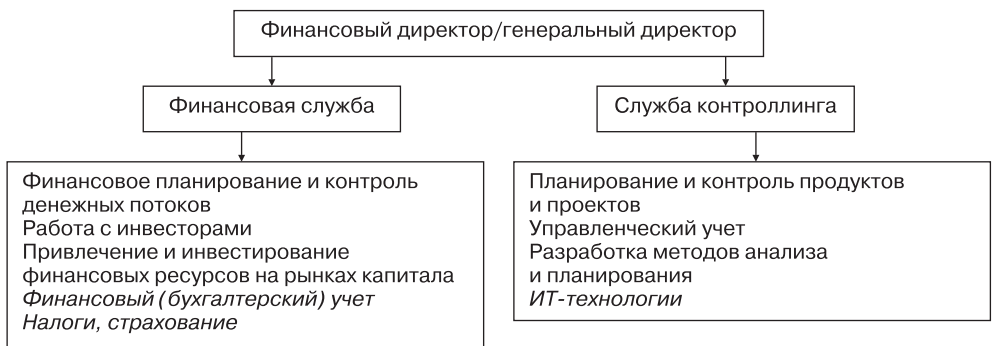 Финансовый директор/генеральный директор
Финансовая служба
Служба контроллинга
Финансовое планирование и контроль
денежных потоков
Работа с инвесторами
Привлечение и инвестирование
финансовых ресурсов на рынках капитала
Финансовый (бухгалтерский) учет
Налоги, страхование
Планирование и контроль продуктов
и проектов
Управленческий учет
Разработка методов анализа
и планирования
ИТ-технологии